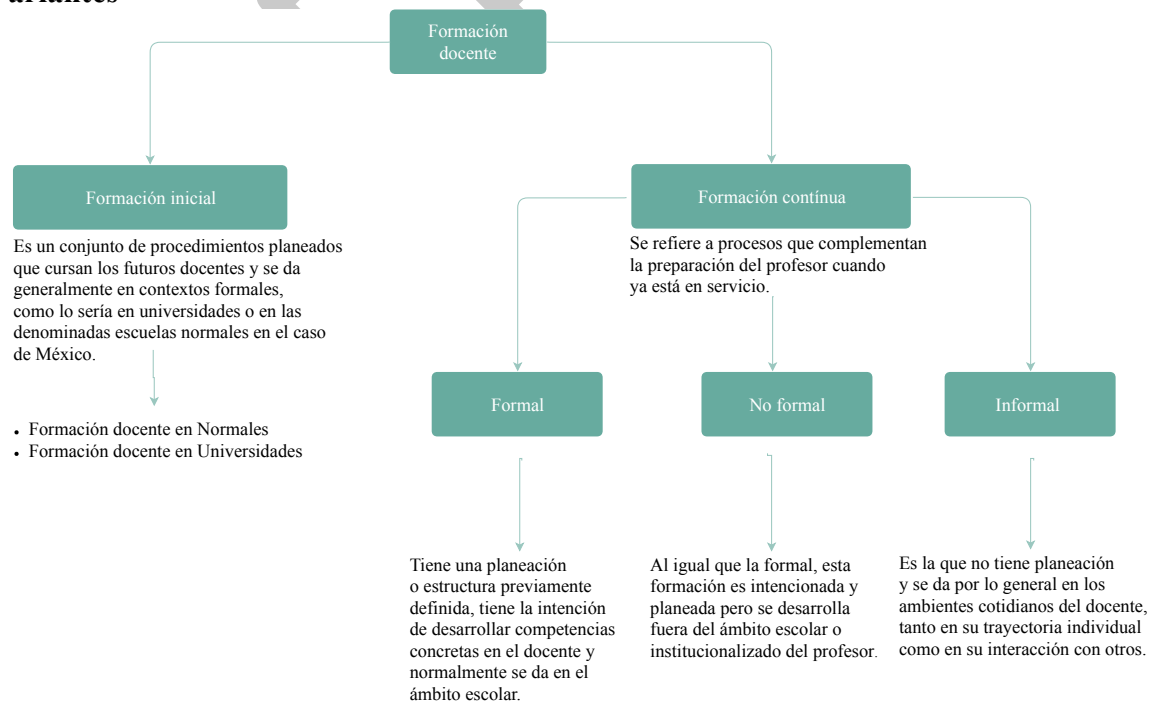 ariantes
Formación
docente
Formación inicial
Es un conjunto de procedimientos planeados
que cursan los futuros docentes y se da
generalmente en contextos formales,
como lo sería en universidades o en las
denominadas escuelas normales en el caso
de México.
• Formación docente en Normales
• Formación docente en Universidades
Formación contínua
Se refiere a procesos que complementan
la preparación del profesor cuando
ya está en servicio.
Formal
Tiene una planeación
o estructura previamente
definida, tiene la intención
de desarrollar competencias
concretas en el docente y
normalmente se da en el
ámbito escolar.
No formal
Al igual que la formal, esta
formación es intencionada y
planeada pero se desarrolla
fuera del ámbito escolar o
institucionalizado del profesor.
Informal
Es la que no tiene planeación
y se da por lo general en los
ambientes cotidianos del docente,
tanto en su trayectoria individual
como en su interacción con otros.